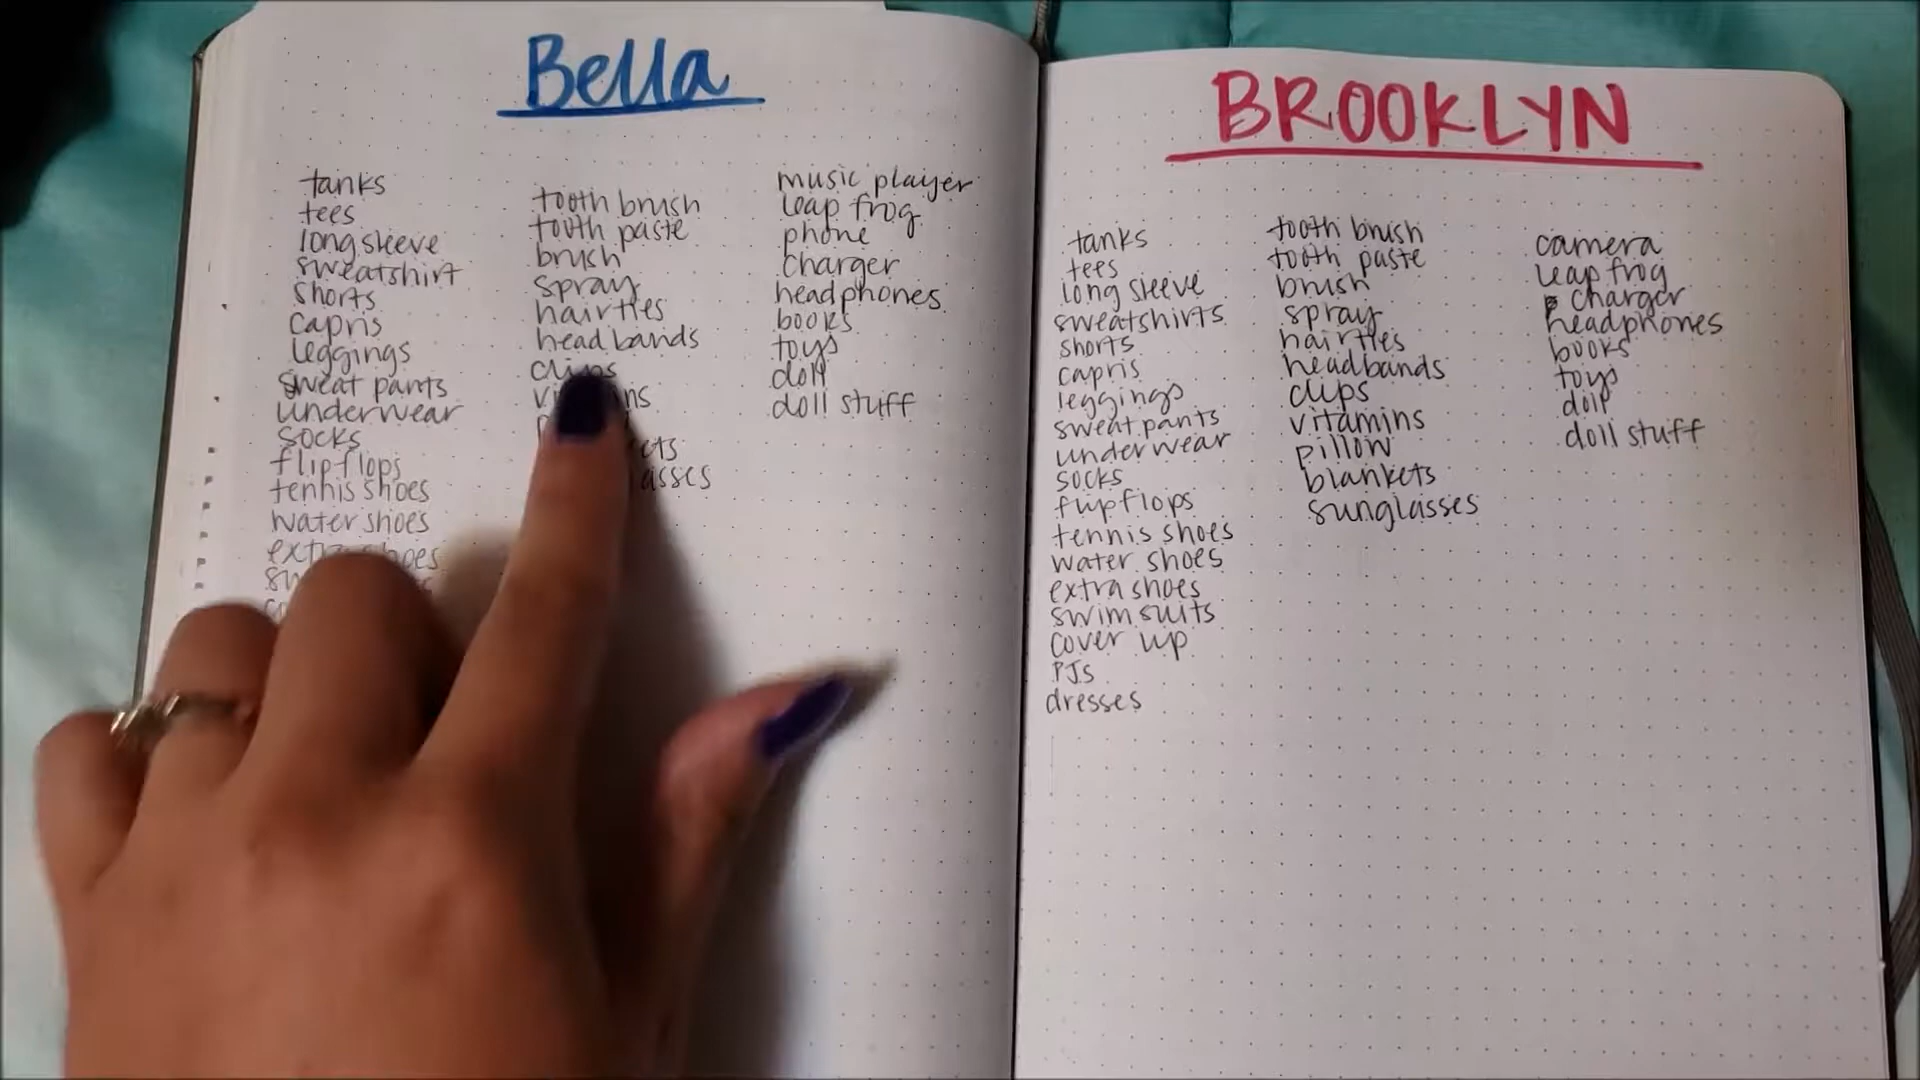 Bella
tanks
tees
long sleeve
sweatshirt
shorts
capris
leggings
sweat pants
underwear
socks
flip flops
tennis shoes
water shoes
extra shoes
tooth brush
tooth paste
brush
spray
hairties
headbands
clips
music player
leap frog
phone
charger
headphones
books
toys
doll
doll stuff
BROOKLYN
tanks
tees
long sleeve
sweatshirts
shorts
capris
leggings
sweat pants
underwear
socks
flip flops
tennis shoes
water shoes
extra shoes
swim suits
cover up
PJs
dresses
tooth brush
tooth paste
brush
spray
hairties
headbands
clips
vitamins
pillow
blankets
sunglasses
camera
leap frog
charger
headphones
books
toys
doll
doll stuff